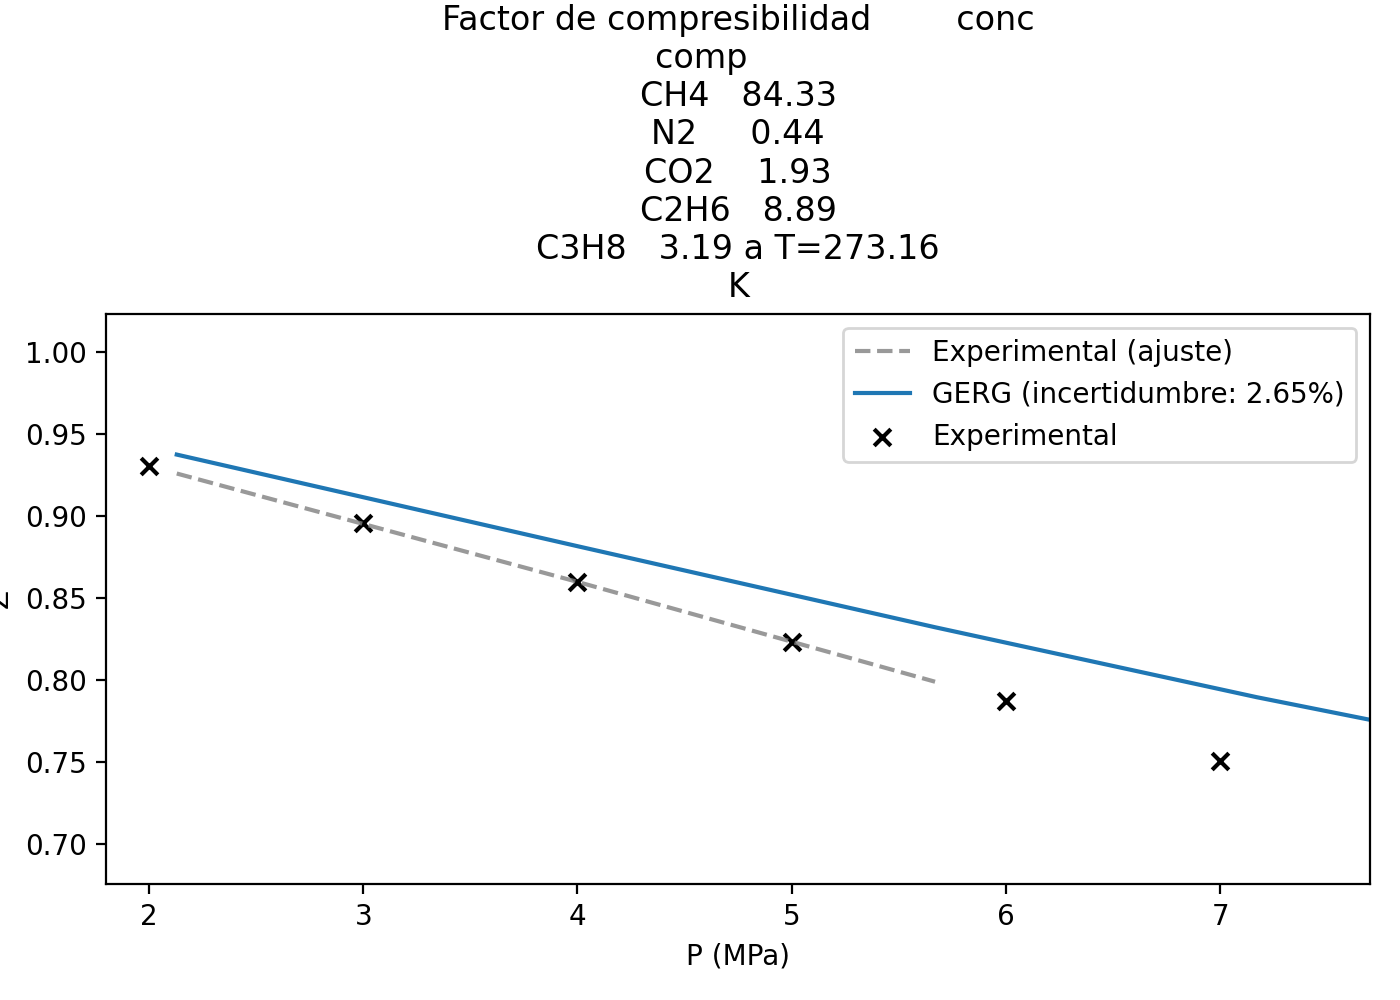 Factor de compresibilidad conc
comp
CH4 84.33
N2 0.44
CO2 1.93
C2H6 8.89
C3H8 3.19 a T=273.16
K
Experimental (ajuste)
GERG (incertidumbre: 2.65%)
Experimental
1.00
0.95
0.90
0.85
0.80
0.75
0.70
2 3 4 5 6 7
P (MPa)